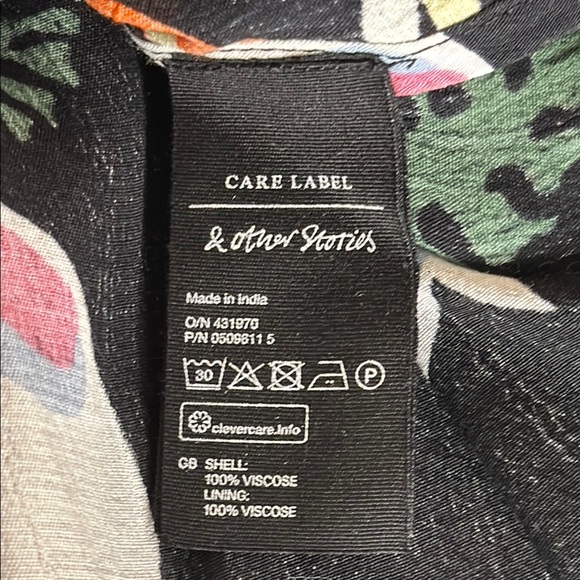 CARE LABEL
& other Stories
Made in India
O/N 431970
P/N 0509611 5
30 P
clevercare.info
GB SHELL:
100% VISCOSE
LINING:
100% VISCOSE